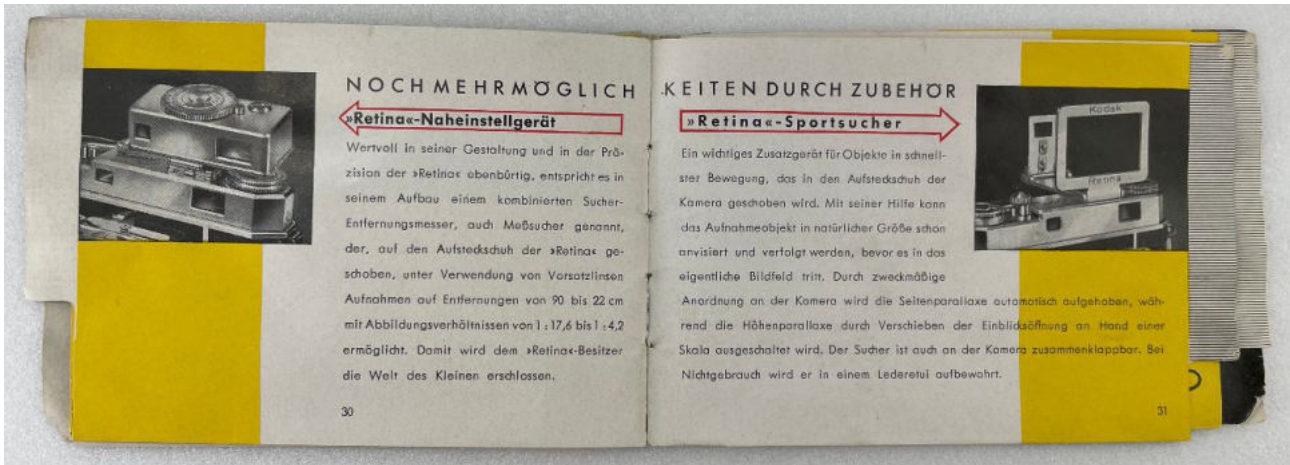 NOCH MEHR MÖGLICH
»Retina«-Naheinstellgerät
Wertvoll in seiner Gestaltung und in der Prä-
zision der »Retina« ebenbürtig, entspricht es in
seinem Aufbau einem kombinierten Sucher-
Entfernungsmesser, auch Meßsucher genannt,
der, auf den Aufsteckschuh der »Retina« ge-
schoben, unter Verwendung von Vorsatzlinsen
Aufnahmen auf Entfernungen von 90 bis 22 cm
mit Abbildungsverhältnissen von 1 : 17,6 bis 1 : 4,2
ermöglicht. Damit wird dem »Retina«-Besitzer
die Welt des Kleinen erschlossen.
30
KEITEN DURCH ZUBEHÖR
»Retina«-Sportsucher
Ein wichtiges Zusatzgerät für Objekte in schnell-
ster Bewegung, das in den Aufsteckschuh der
Kamera geschoben wird. Mit seiner Hilfe kann
das Aufnahmeobjekt in natürlicher Größe schon
anvisiert und verfolgt werden, bevor es in das
eigentliche Bildfeld tritt. Durch zweckmäßige
Anordnung an der Kamera wird die Seitenparallaxe automatisch aufgehoben, wäh-
rend die Höhenparallaxe durch Verschieben der Einblicksöffnung an Hand einer
Skala ausgeschaltet wird. Der Sucher ist auch an der Kamera zusammenklappbar. Bei
Nichtgebrauch wird er in einem Lederetui aufbewahrt.
31
Kodak
Retina